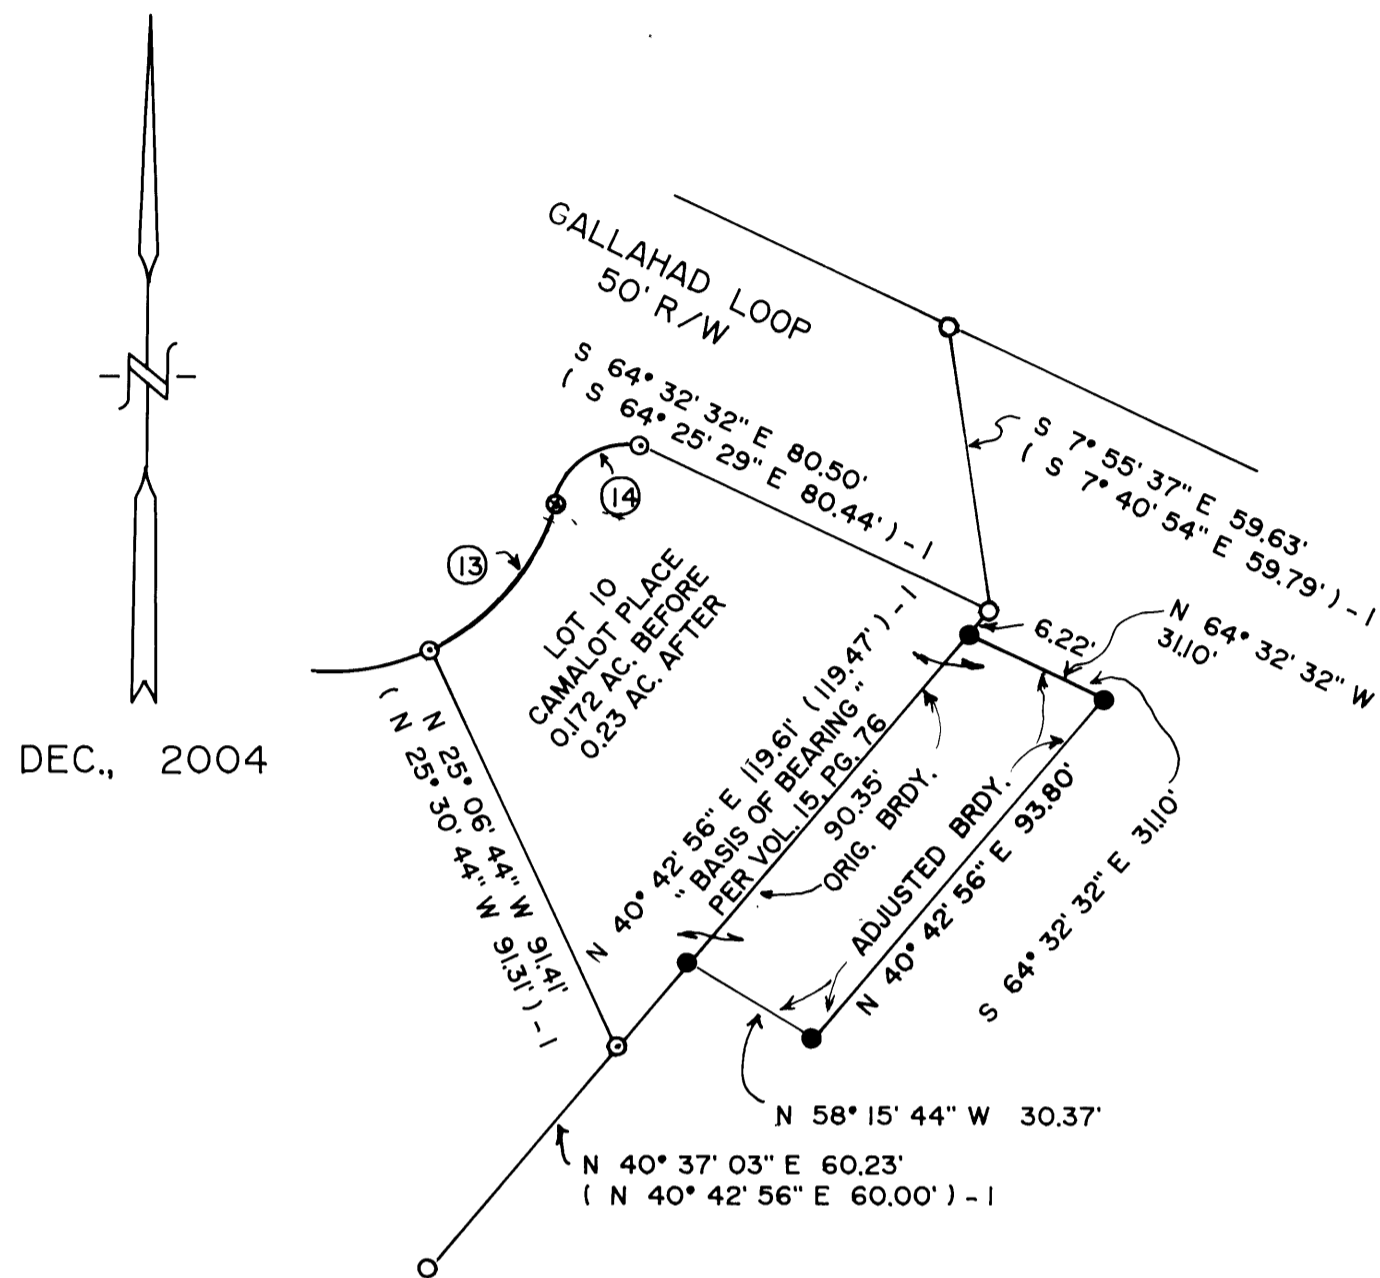 GALLAHAD LOOP
50' R/W
S 64° 32' 32" E 80.50'
( S 64° 25' 29" E 80.44' ) - 1
S 7° 55' 37" E 59.63'
( S 7° 40' 54" E 59.79' ) - 1
14
13
N
LOT 10
CAMALOT PLACE
0.172 AC. BEFORE
0.23 AC. AFTER
6.22'
N 64° 32' 32" W
31.10'
DEC., 2004
N 25° 06' 44" W 91.41'
( N 25° 30' 44" W 91.31' ) - 1
N 40° 42' 56" E 119.61' ( 119.47' ) - 1
" BASIS OF BEARING "
PER VOL. 15, PG. 76
90.35'
ORIG. BRDY.
ADJUSTED BRDY.
N 40° 42' 56" E 93.80'
S 64° 32' 32" E 31.10'
N 58° 15' 44" W 30.37'
N 40° 37' 03" E 60.23'
( N 40° 42' 56" E 60.00' ) - 1